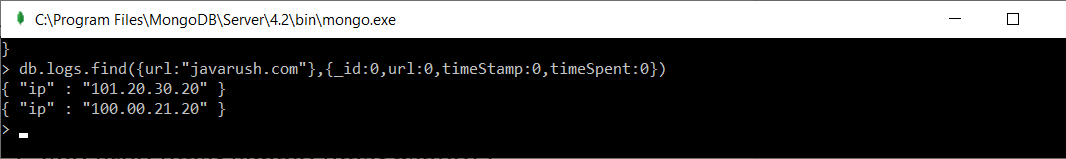 C:\Program Files\MongoDB\Server\4.2\bin\mongo.exe
}
> db.logs.find({url:"javarush.com"},{_id:0,url:0,timeStamp:0,timeSpent:0})
{ "ip" : "101.20.30.20" }
{ "ip" : "100.00.21.20" }
>